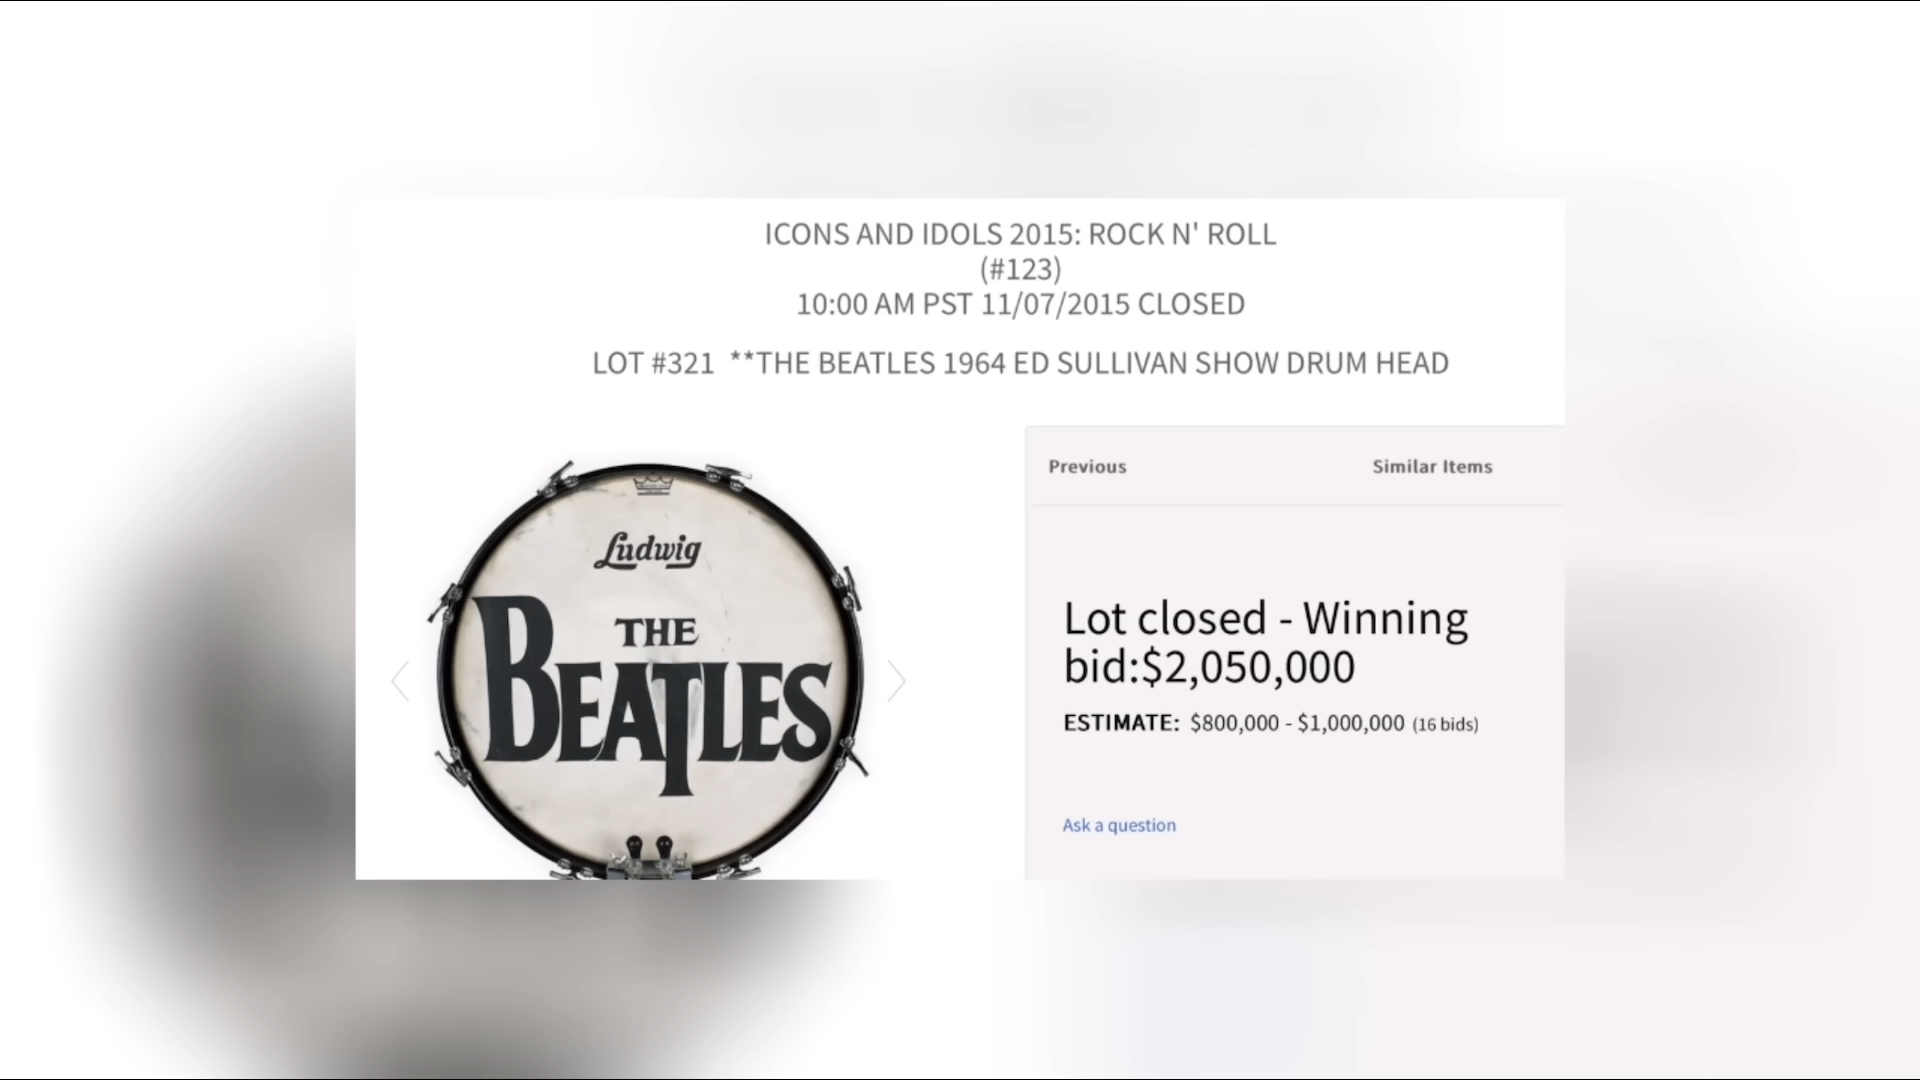 ICONS AND IDOLS 2015: ROCK N' ROLL
(#123)
10:00 AM PST 11/07/2015 CLOSED
LOT #321 **THE BEATLES 1964 ED SULLIVAN SHOW DRUM HEAD
Previous
Similar Items
Ludwig
THE
BEATLES
Lot closed - Winning
bid:$2,050,000
ESTIMATE: $800,000 - $1,000,000 (16 bids)
Ask a question